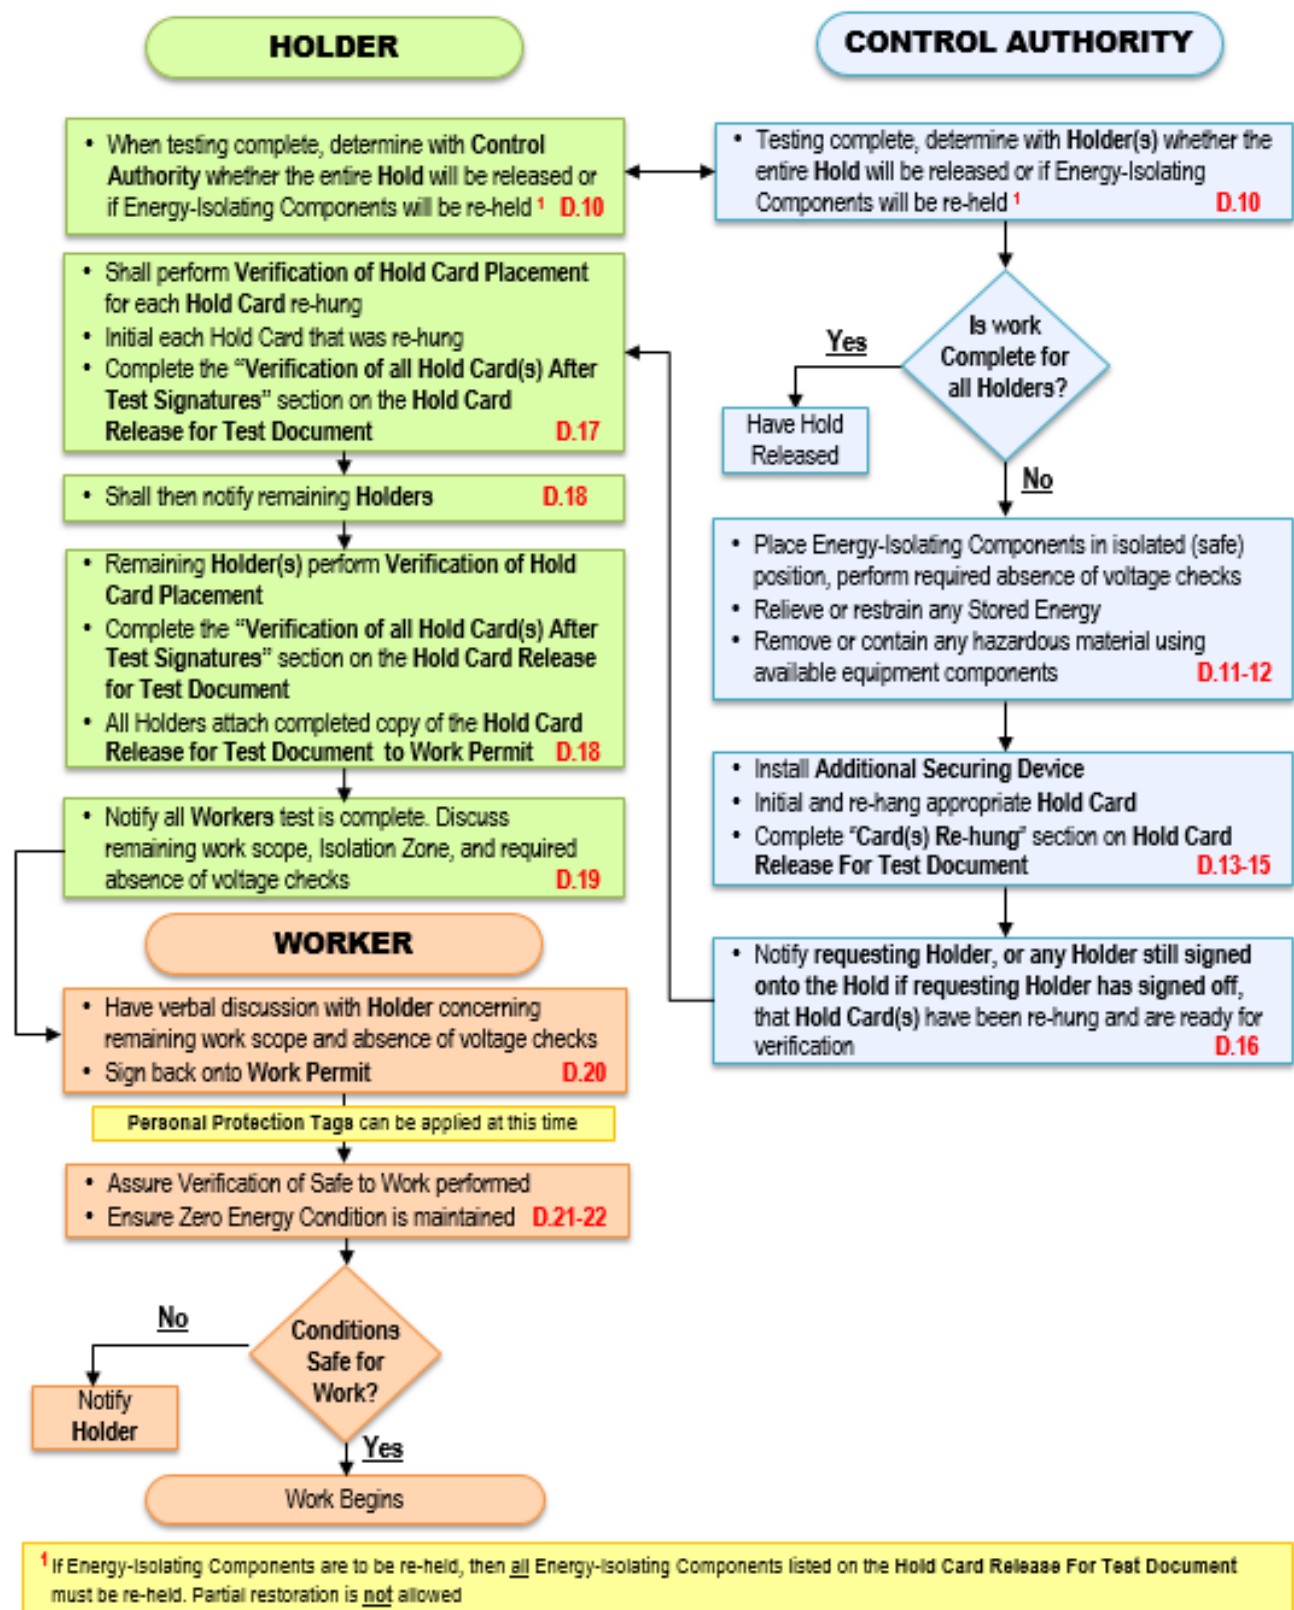 HOLDER
• When testing complete, determine with Control
Authority whether the entire Hold will be released or
if Energy-Isolating Components will be re-held ¹ D.10
• Shall perform Verification of Hold Card Placement
for each Hold Card re-hung
• Initial each Hold Card that was re-hung
• Complete the “Verification of all Hold Card(s) After
Test Signatures” section on the Hold Card
Release for Test Document D.17
• Shall then notify remaining Holders D.18
• Remaining Holder(s) perform Verification of Hold
Card Placement
• Complete the “Verification of all Hold Card(s) After
Test Signatures” section on the Hold Card Release
for Test Document
• All Holders attach completed copy of the Hold Card
Release for Test Document to Work Permit D.18
• Notify all Workers test is complete. Discuss
remaining work scope, Isolation Zone, and required
absence of voltage checks D.19
CONTROL AUTHORITY
• Testing complete, determine with Holder(s) whether the
entire Hold will be released or if Energy-Isolating
Components will be re-held ¹ D.10
Is work
Complete for
all Holders?
Yes
Have Hold
Released
No
• Place Energy-Isolating Components in isolated (safe)
position, perform required absence of voltage checks
• Relieve or restrain any Stored Energy
• Remove or contain any hazardous material using
available equipment components D.11-12
• Install Additional Securing Device
• Initial and re-hang appropriate Hold Card
• Complete “Card(s) Re-hung” section on Hold Card
Release For Test Document D.13-15
• Notify requesting Holder, or any Holder still signed
onto the Hold if requesting Holder has signed off,
that Hold Card(s) have been re-hung and are ready for
verification D.16
WORKER
• Have verbal discussion with Holder concerning
remaining work scope and absence of voltage checks
• Sign back onto Work Permit D.20
Personal Protection Tags can be applied at this time
• Assure Verification of Safe to Work performed
• Ensure Zero Energy Condition is maintained D.21-22
Conditions
Safe for
Work?
No
Notify
Holder
Yes
Work Begins
¹ If Energy-Isolating Components are to be re-held, then all Energy-Isolating Components listed on the Hold Card Release For Test Document
must be re-held. Partial restoration is not allowed